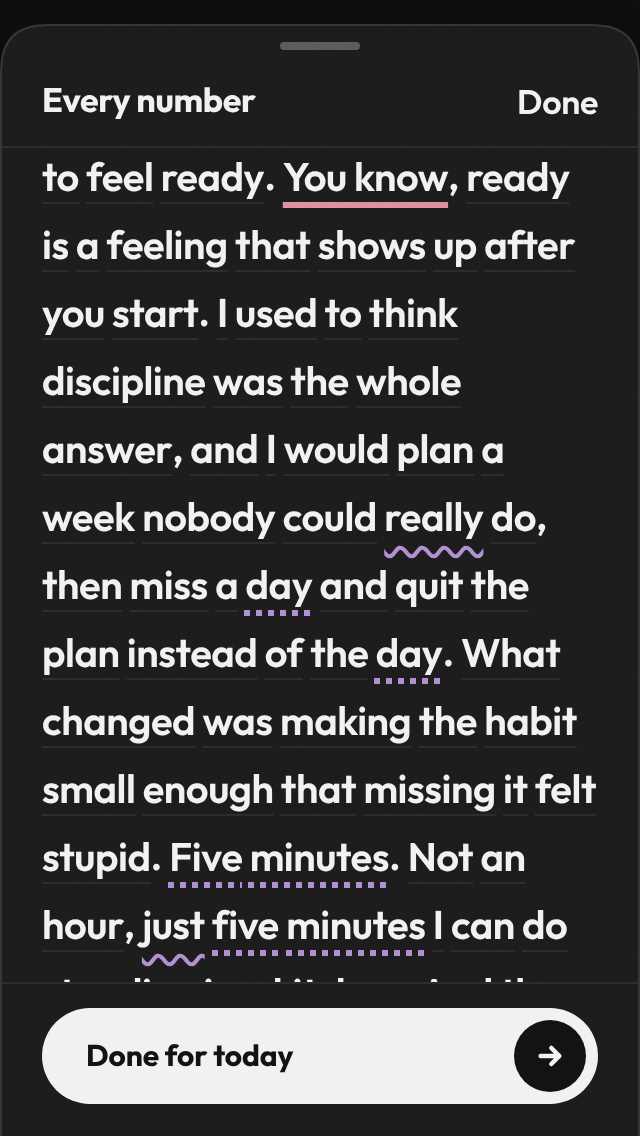 Every number
Done
to feel ready. You know, ready
is a feeling that shows up after
you start. I used to think
discipline was the whole
answer, and I would plan a
week nobody could really do,
then miss a day and quit the
plan instead of the day. What
changed was making the habit
small enough that missing it felt
stupid. Five minutes. Not an
hour, just five minutes I can do
Done for today